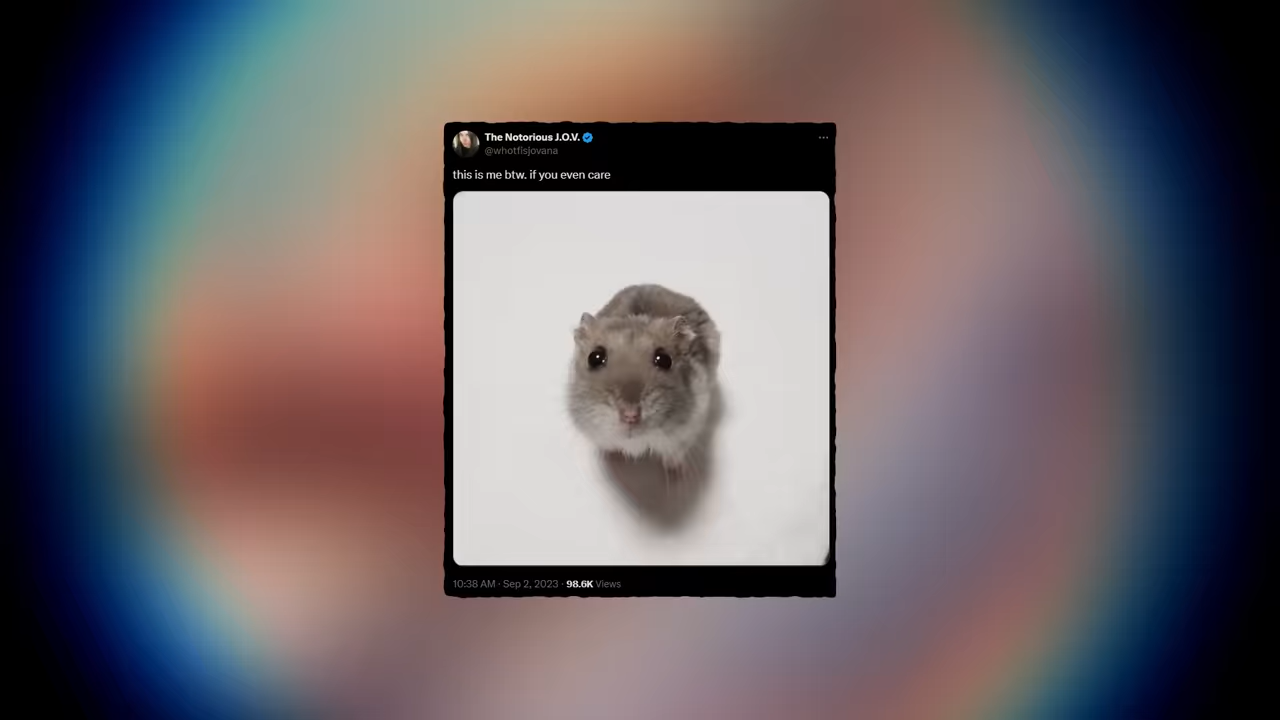 The Notorious J.O.V.
@whotfisjovana
this is me btw. if you even care
10:38 AM · Sep 2, 2023 · 98.6K Views